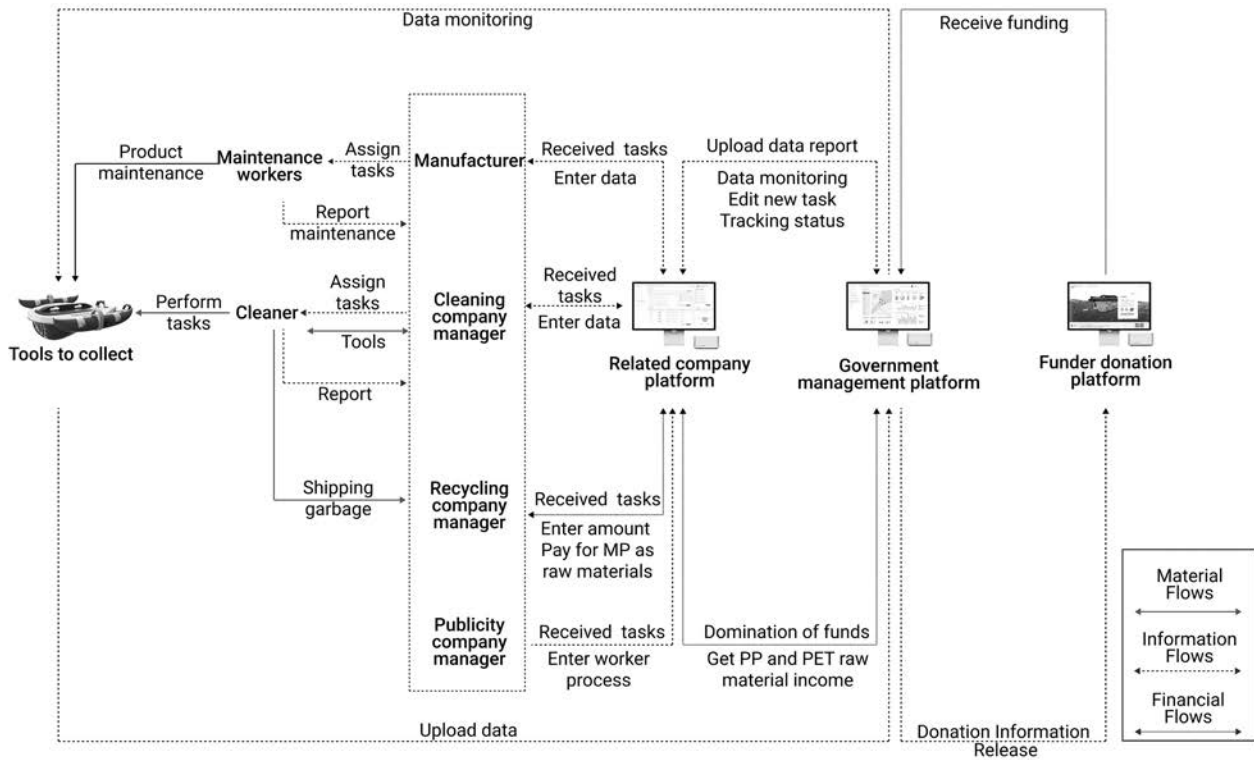 Data monitoring
Receive funding
Product
maintenance
Maintenance
workers
Assign
tasks
Manufacturer
Received tasks
Enter data
Upload data report
Data monitoring
Edit new task
Tracking status
Report
maintenance
Tools to collect
Perform
tasks
Cleaner
Assign
tasks
Tools
Cleaning
company
manager
Received
tasks
Enter data
Related company
platform
Government
management platform
Funder donation
platform
Report
Shipping
garbage
Recycling
company
manager
Received tasks
Enter amount
Pay for MP as
raw materials
Publicity
company
manager
Received tasks
Enter worker
process
Domination of funds
Get PP and PET raw
material income
Upload data
Donation Information
Release
Material
Flows
Information
Flows
Financial
Flows